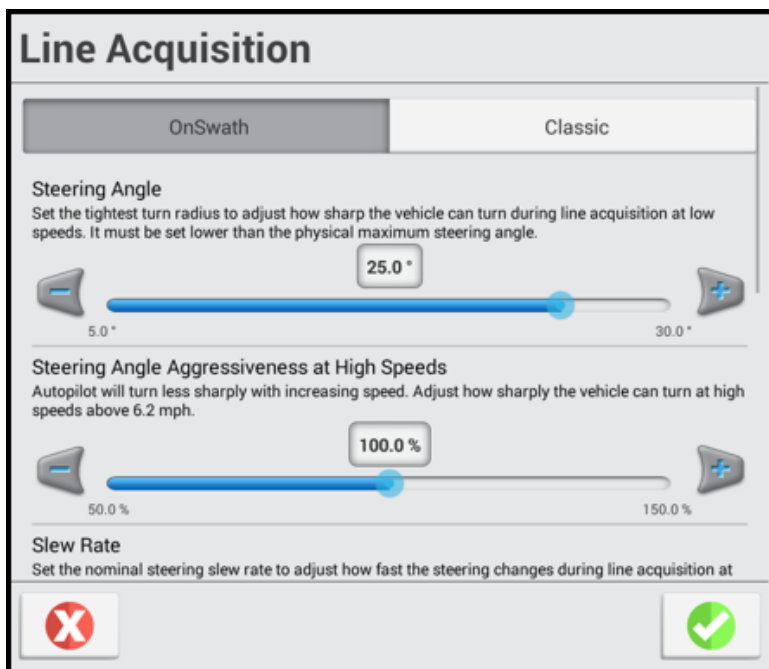 Line Acquisition
OnSwath
Classic
Steering Angle
Set the tightest turn radius to adjust how sharp the vehicle can turn during line acquisition at low
speeds. It must be set lower than the physical maximum steering angle.
25.0 °
5.0 °
30.0 °
Steering Angle Aggressiveness at High Speeds
Autopilot will turn less sharply with increasing speed. Adjust how sharply the vehicle can turn at high
speeds above 6.2 mph.
100.0 %
50.0 %
150.0 %
Slew Rate
Set the nominal steering slew rate to adjust how fast the steering changes during line acquisition at